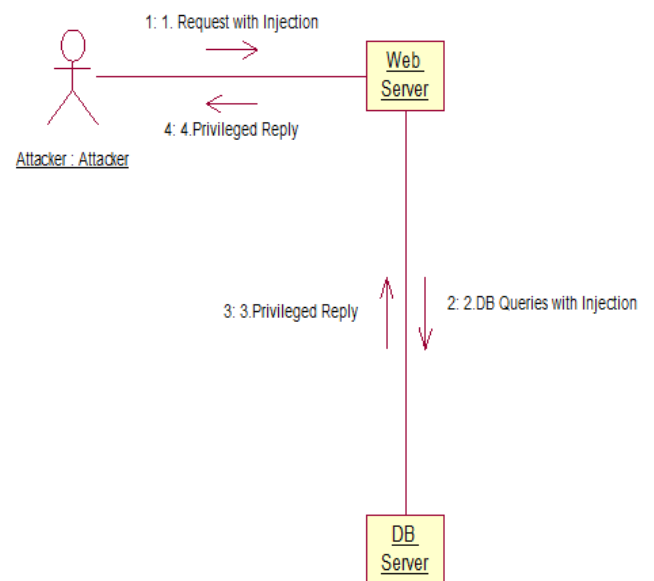 1: 1. Request with Injection
Web
Server
4: 4.Privileged Reply
Attacker : Attacker
3: 3.Privileged Reply
2: 2.DB Queries with Injection
DB
Server